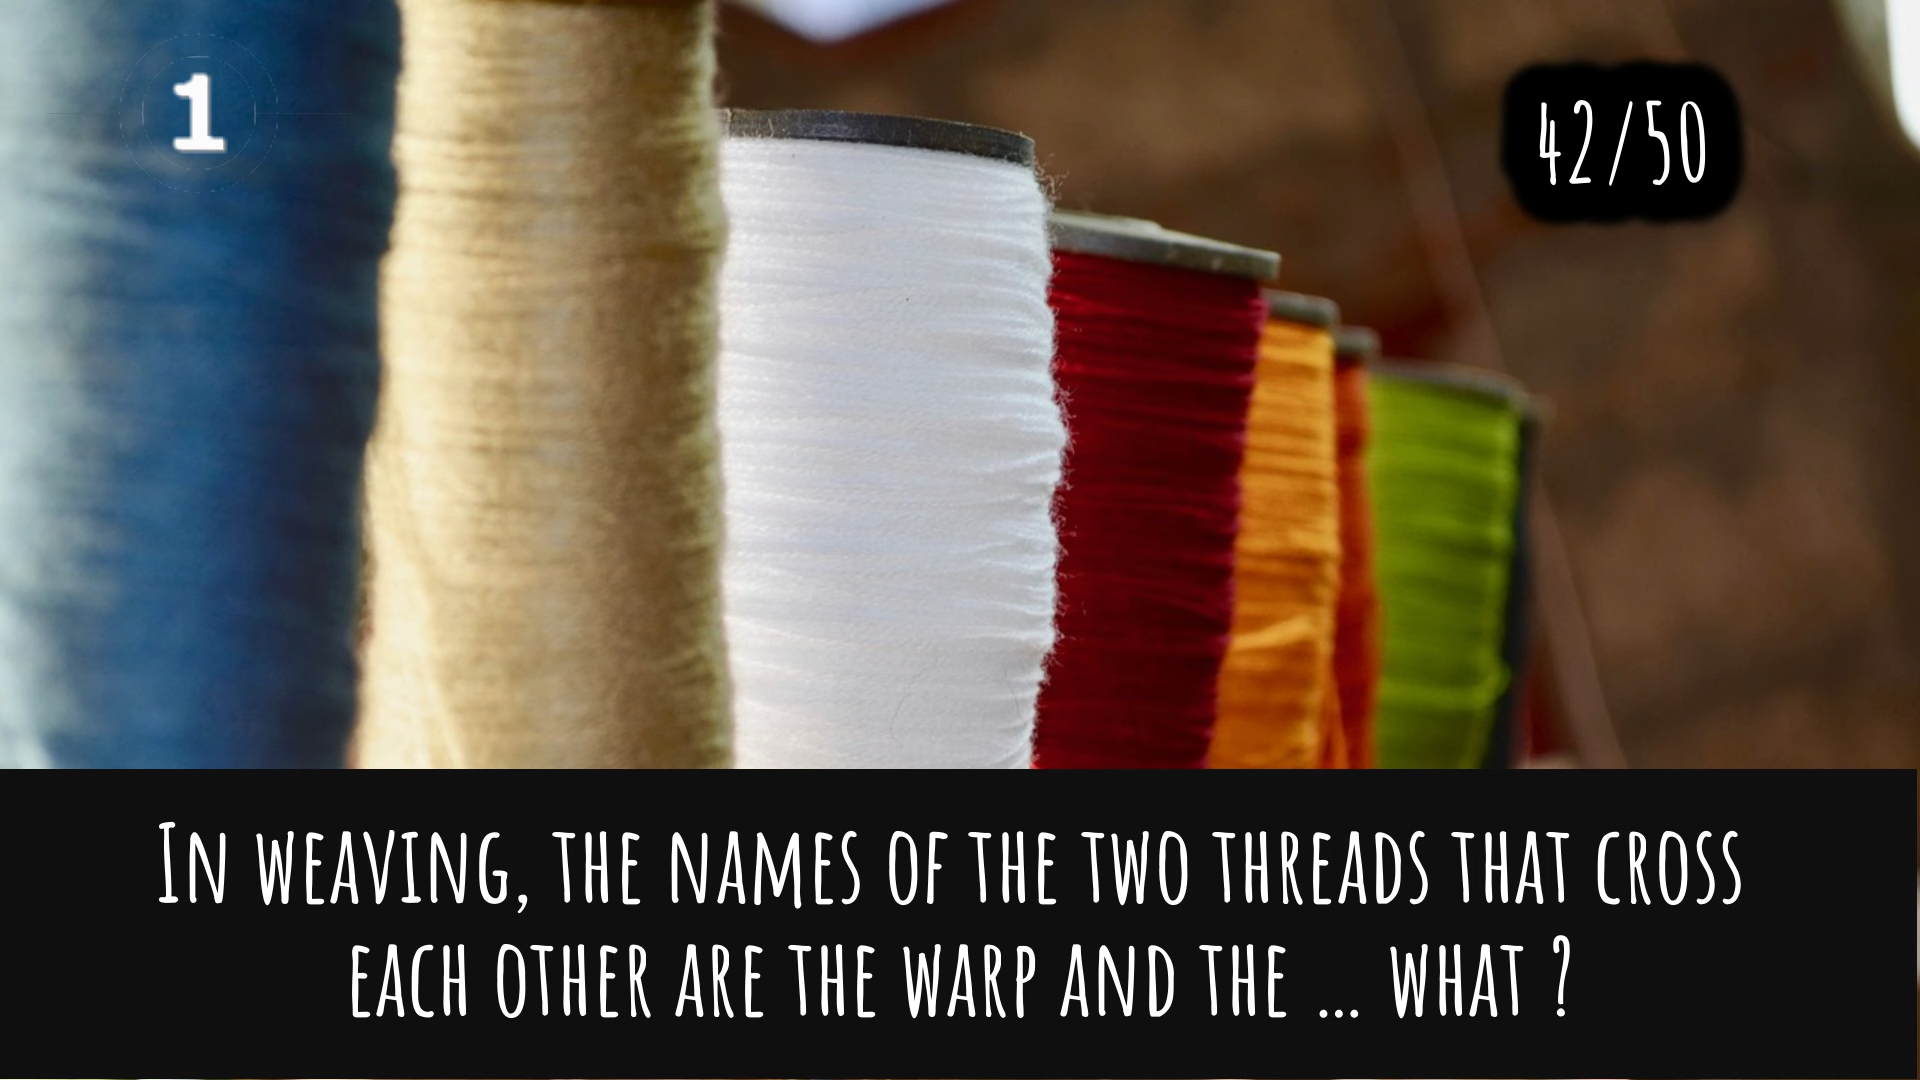 1
42/50
In weaving, the names of the two threads that cross
each other are the warp and the ... what ?